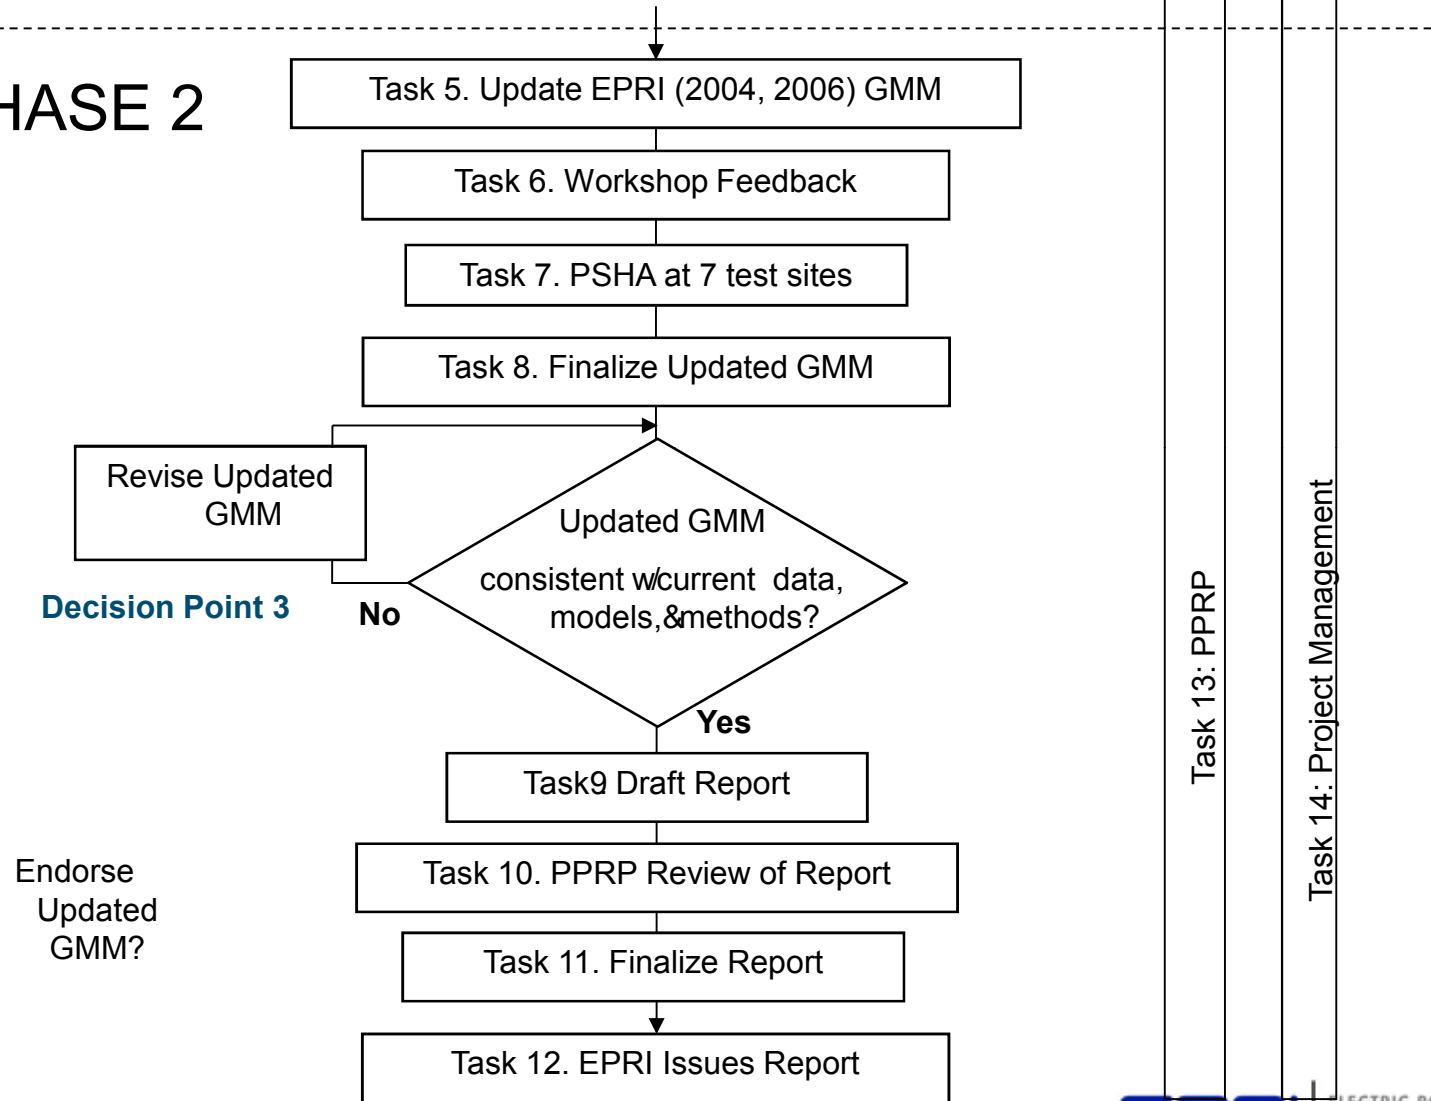 HASE 2
Task 5. Update EPRI (2004, 2006) GMM
Task 6. Workshop Feedback
Task 7. PSHA at 7 test sites
Task 8. Finalize Updated GMM
Revise Updated
GMM
Updated GMM
consistent w/current data,
models,&methods?
Decision Point 3
No
Yes
Task9. Draft Report
Task 10. PPRP Review of Report
Endorse
Updated
GMM?
Task 11. Finalize Report
Task 12. EPRI Issues Report
Task 13: PPRP
Task 14: Project Management